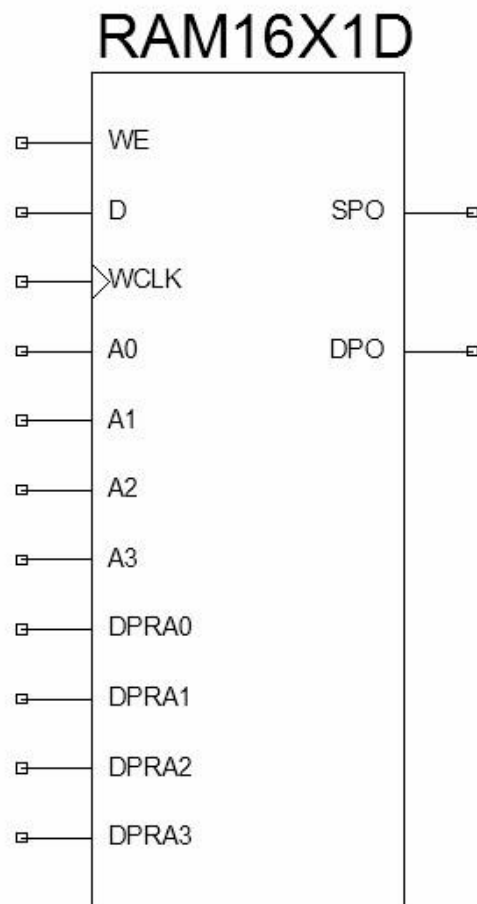 RAM16X1D
WE
D
SPO
WCLK
A0
DPO
A1
A2
A3
DPRA0
DPRA1
DPRA2
DPRA3